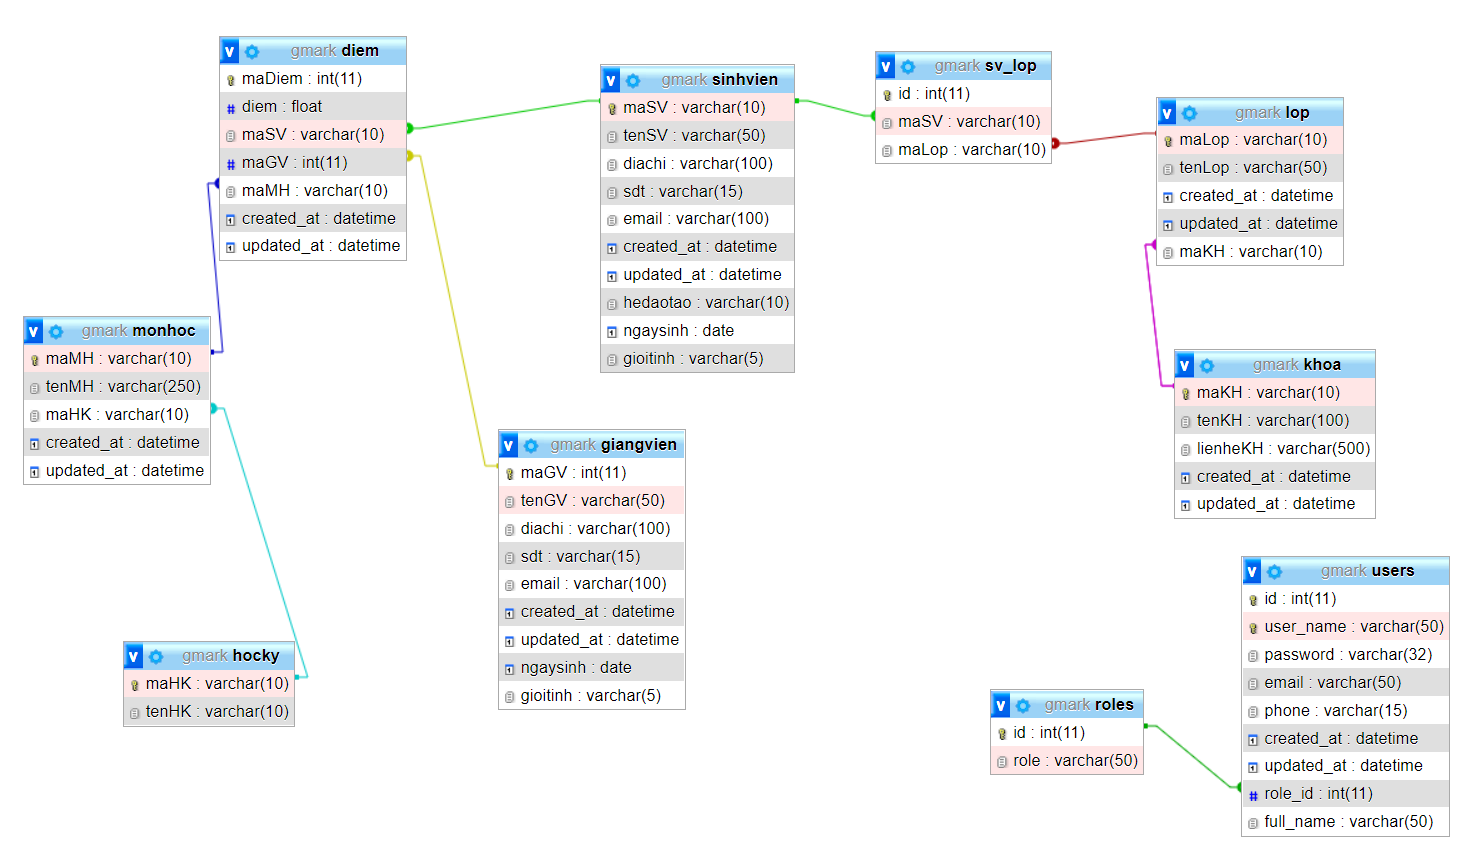 v gmark diem
maDiem : int(11)
# diem : float
maSV : varchar(10)
# maGV : int(11)
maMH : varchar(10)
created_at : datetime
updated_at : datetime
v gmark sinhvien
maSV : varchar(10)
tenSV : varchar(50)
diachi : varchar(100)
sdt : varchar(15)
email : varchar(100)
created_at : datetime
updated_at : datetime
hedaotao : varchar(10)
ngaysinh : date
gioitinh : varchar(5)
v gmark sv_lop
id : int(11)
maSV : varchar(10)
maLop : varchar(10)
v gmark lop
maLop : varchar(10)
tenLop : varchar(50)
created_at : datetime
updated_at : datetime
maKH : varchar(10)
v gmark monhoc
maMH : varchar(10)
tenMH : varchar(250)
maHK : varchar(10)
created_at : datetime
updated_at : datetime
v gmark khoa
maKH : varchar(10)
tenKH : varchar(100)
lienheKH : varchar(500)
created_at : datetime
updated_at : datetime
v gmark giangvien
maGV : int(11)
tenGV : varchar(50)
diachi : varchar(100)
sdt : varchar(15)
email : varchar(100)
created_at : datetime
updated_at : datetime
ngaysinh : date
gioitinh : varchar(5)
v gmark hocky
maHK : varchar(10)
tenHK : varchar(10)
v gmark roles
id : int(11)
role : varchar(50)
v gmark users
id : int(11)
user_name : varchar(50)
password : varchar(32)
email : varchar(50)
phone : varchar(15)
created_at : datetime
updated_at : datetime
# role_id : int(11)
full_name : varchar(50)